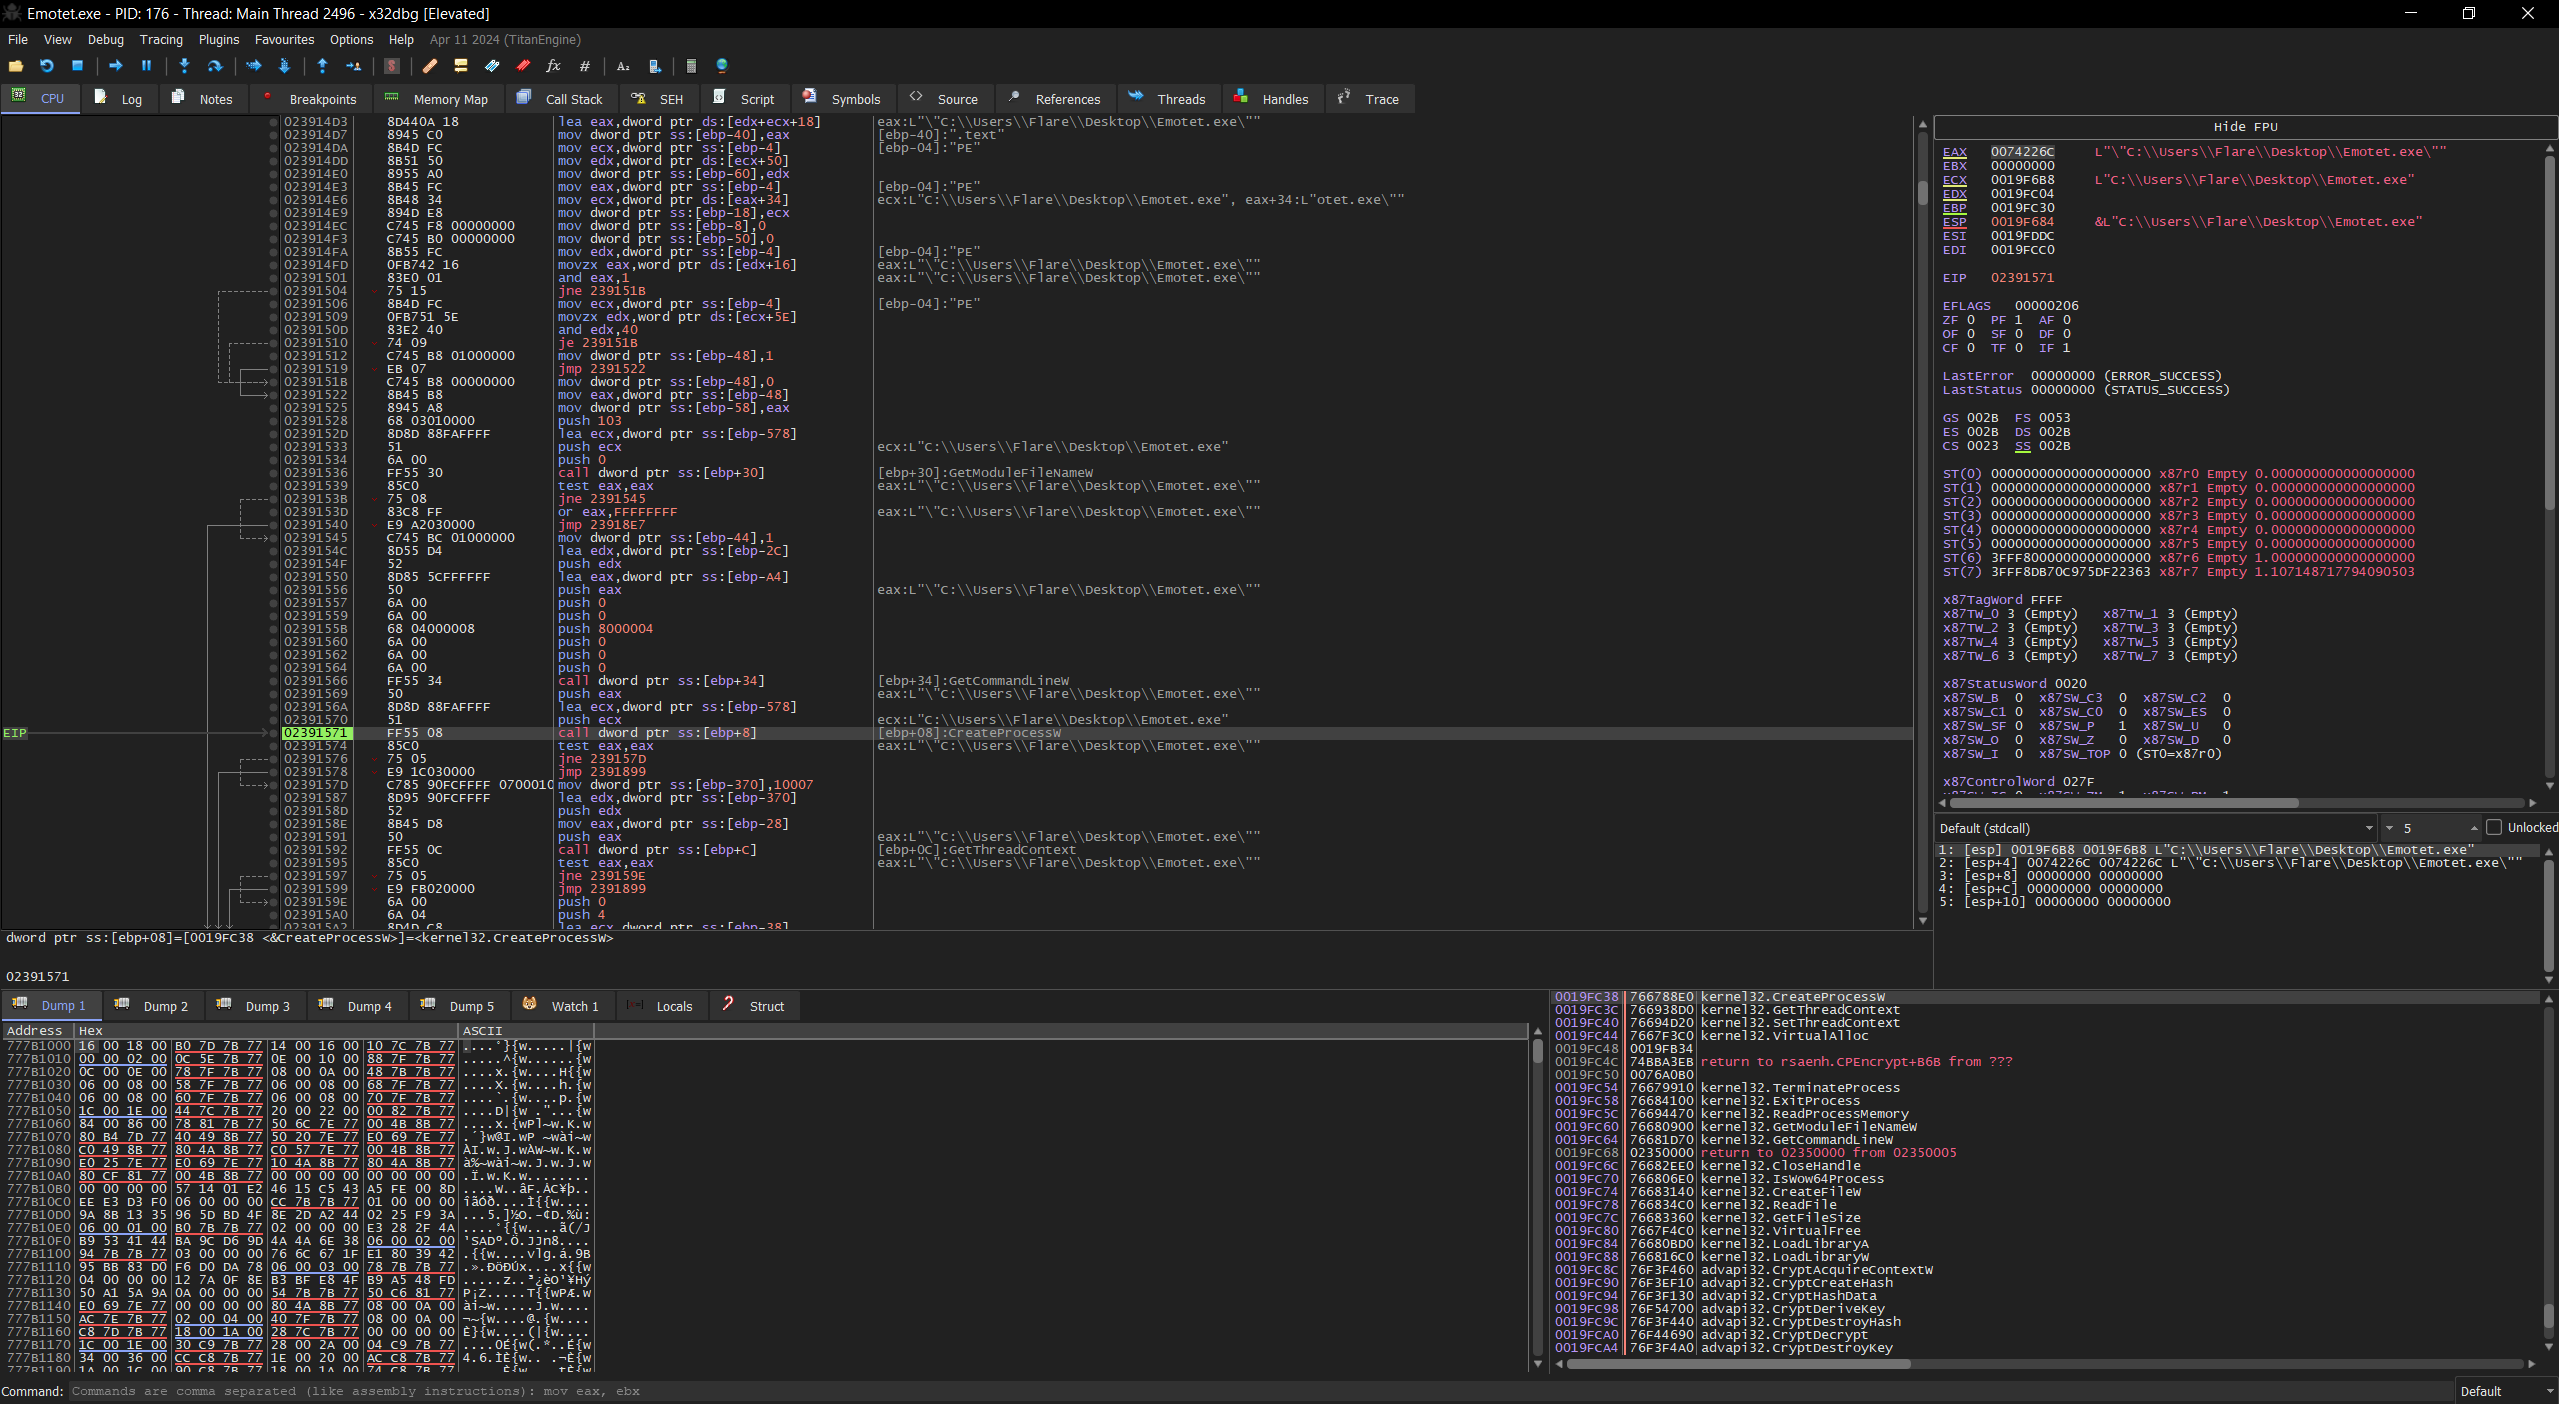 Emotet.exe - PID: 176 - Thread: Main Thread 2496 - x32dbg [Elevated]
File View Debug Tracing Plugins Favourites Options Help Apr 11 2024 (TitanEngine)
CPU Log Notes Breakpoints Memory Map Call Stack SEH Script Symbols Source References Threads Handles Trace
023914D3 8D440A 18 lea eax,dword ptr ds:[edx+ecx+18] eax:L"\"C:\\Users\\Flare\\Desktop\\Emotet.exe\""
023914D7 8945 C0 mov dword ptr ss:[ebp-40],eax [ebp-40]:".text"
023914DA 8B4D FC mov ecx,dword ptr ss:[ebp-4] [ebp-04]:"PE"
023914DD 8B51 50 mov edx,dword ptr ds:[ecx+50]
023914E0 8955 A0 mov dword ptr ss:[ebp-60],edx
023914E3 8B45 FC mov eax,dword ptr ss:[ebp-4] [ebp-04]:"PE"
023914E6 8B48 34 mov ecx,dword ptr ds:[eax+34] ecx:L"C:\\Users\\Flare\\Desktop\\Emotet.exe", eax+34:L"otet.exe\""
023914E9 894D E8 mov dword ptr ss:[ebp-18],ecx
023914EC C745 F8 00000000 mov dword ptr ss:[ebp-8],0
023914F3 C745 B0 00000000 mov dword ptr ss:[ebp-50],0
023914FA 8B55 FC mov edx,dword ptr ss:[ebp-4] [ebp-04]:"PE"
023914FD 0FB742 16 movzx eax,word ptr ds:[edx+16] eax:L"\"C:\\Users\\Flare\\Desktop\\Emotet.exe\""
02391501 83E0 01 and eax,1 eax:L"\"C:\\Users\\Flare\\Desktop\\Emotet.exe\""
02391504 75 15 jne 239151B
02391506 8B4D FC mov ecx,dword ptr ss:[ebp-4] [ebp-04]:"PE"
02391509 0FB751 5E movzx edx,word ptr ds:[ecx+5E]
0239150D 83E2 40 and edx,40
02391510 74 09 je 239151B
02391512 C745 B8 01000000 mov dword ptr ss:[ebp-48],1
02391519 EB 07 jmp 2391522
0239151B C745 B8 00000000 mov dword ptr ss:[ebp-48],0
02391522 8B45 B8 mov eax,dword ptr ss:[ebp-48]
02391525 8945 A8 mov dword ptr ss:[ebp-58],eax
02391528 68 03010000 push 103
0239152D 8D8D 88FAFFFF lea ecx,dword ptr ss:[ebp-578]
02391533 51 push ecx ecx:L"C:\\Users\\Flare\\Desktop\\Emotet.exe"
02391534 6A 00 push 0
02391536 FF55 30 call dword ptr ss:[ebp+30] [ebp+30]:GetModuleFileNameW
02391539 85C0 test eax,eax eax:L"\"C:\\Users\\Flare\\Desktop\\Emotet.exe\""
0239153B 75 08 jne 2391545
0239153D 83C8 FF or eax,FFFFFFFF eax:L"\"C:\\Users\\Flare\\Desktop\\Emotet.exe\""
02391540 E9 A2030000 jmp 23918E7
02391545 C745 BC 01000000 mov dword ptr ss:[ebp-44],1
0239154C 8D55 D4 lea edx,dword ptr ss:[ebp-2C]
0239154F 52 push edx
02391550 8D85 5CFFFFFF lea eax,dword ptr ss:[ebp-A4]
02391556 50 push eax eax:L"\"C:\\Users\\Flare\\Desktop\\Emotet.exe\""
02391557 6A 00 push 0
02391559 6A 00 push 0
0239155B 68 04000008 push 8000004
02391560 6A 00 push 0
02391562 6A 00 push 0
02391564 6A 00 push 0
02391566 FF55 34 call dword ptr ss:[ebp+34] [ebp+34]:GetCommandLineW
02391569 50 push eax eax:L"\"C:\\Users\\Flare\\Desktop\\Emotet.exe\""
0239156A 8D8D 88FAFFFF lea ecx,dword ptr ss:[ebp-578]
02391570 51 push ecx ecx:L"C:\\Users\\Flare\\Desktop\\Emotet.exe"
EIP 02391571 FF55 08 call dword ptr ss:[ebp+8] [ebp+08]:CreateProcessW
02391574 85C0 test eax,eax eax:L"\"C:\\Users\\Flare\\Desktop\\Emotet.exe\""
02391576 75 05 jne 239157D
02391578 E9 1C030000 jmp 2391899
0239157D C785 90FCFFFF 0700010 mov dword ptr ss:[ebp-370],10007
02391587 8D95 90FCFFFF lea edx,dword ptr ss:[ebp-370]
0239158D 52 push edx
0239158E 8B45 D8 mov eax,dword ptr ss:[ebp-28]
02391591 50 push eax eax:L"\"C:\\Users\\Flare\\Desktop\\Emotet.exe\""
02391592 FF55 0C call dword ptr ss:[ebp+C] [ebp+0C]:GetThreadContext
02391595 85C0 test eax,eax eax:L"\"C:\\Users\\Flare\\Desktop\\Emotet.exe\""
02391597 75 05 jne 239159E
02391599 E9 FB020000 jmp 2391899
0239159E 6A 00 push 0
023915A0 6A 04 push 4
023915A2 8D4D C8 lea ecx,dword ptr ss:[ebp-38]
dword ptr ss:[ebp+08]=[0019FC38 <&CreateProcessW>]=<kernel32.CreateProcessW>
02391571
Hide FPU
EAX 0074226C L"\"C:\\Users\\Flare\\Desktop\\Emotet.exe\""
EBX 00000000
ECX 0019F6B8 L"C:\\Users\\Flare\\Desktop\\Emotet.exe"
EDX 0019FC04
EBP 0019FC30
ESP 0019F684 &L"C:\\Users\\Flare\\Desktop\\Emotet.exe"
ESI 0019FDDC
EDI 0019FCC0
EIP 02391571
EFLAGS 00000206
ZF 0 PF 1 AF 0
OF 0 SF 0 DF 0
CF 0 TF 0 IF 1
LastError 00000000 (ERROR_SUCCESS)
LastStatus 00000000 (STATUS_SUCCESS)
GS 002B FS 0053
ES 002B DS 002B
CS 0023 SS 002B
ST(0) 00000000000000000000 x87r0 Empty 0.000000000000000000
ST(1) 00000000000000000000 x87r1 Empty 0.000000000000000000
ST(2) 00000000000000000000 x87r2 Empty 0.000000000000000000
ST(3) 00000000000000000000 x87r3 Empty 0.000000000000000000
ST(4) 00000000000000000000 x87r4 Empty 0.000000000000000000
ST(5) 00000000000000000000 x87r5 Empty 0.000000000000000000
ST(6) 3FFF8000000000000000 x87r6 Empty 1.000000000000000000
ST(7) 3FFF8DB70C975DF22363 x87r7 Empty 1.107148717794090503
x87TagWord FFFF
x87TW_0 3 (Empty) x87TW_1 3 (Empty)
x87TW_2 3 (Empty) x87TW_3 3 (Empty)
x87TW_4 3 (Empty) x87TW_5 3 (Empty)
x87TW_6 3 (Empty) x87TW_7 3 (Empty)
x87StatusWord 0020
x87SW_B 0 x87SW_C3 0 x87SW_C2 0
x87SW_C1 0 x87SW_C0 0 x87SW_ES 0
x87SW_SF 0 x87SW_P 1 x87SW_U 0
x87SW_O 0 x87SW_Z 0 x87SW_D 0
x87SW_I 0 x87SW_TOP 0 (ST0=x87r0)
x87ControlWord 027F
Default (stdcall) 5 Unlocked
1: [esp] 0019F6B8 0019F6B8 L"C:\\Users\\Flare\\Desktop\\Emotet.exe"
2: [esp+4] 0074226C 0074226C L"\"C:\\Users\\Flare\\Desktop\\Emotet.exe\""
3: [esp+8] 00000000 00000000
4: [esp+C] 00000000 00000000
5: [esp+10] 00000000 00000000
Dump 1 Dump 2 Dump 3 Dump 4 Dump 5 Watch 1 Locals Struct
Address Hex ASCII
777B1000 16 00 18 00 B0 7D 7B 77 14 00 16 00 10 7C 7B 77 ....°}{w.....|{w
777B1010 00 00 02 00 0C 5E 7B 77 0E 00 10 00 88 7F 7B 77 .....^{w......{w
777B1020 0C 00 0E 00 78 7F 7B 77 08 00 0A 00 48 7B 7B 77 ....x.{w....H{{w
777B1030 06 00 08 00 58 7F 7B 77 06 00 08 00 68 7F 7B 77 ....X.{w....h.{w
777B1040 06 00 08 00 60 7F 7B 77 06 00 08 00 70 7F 7B 77 ....`.{w....p.{w
777B1050 1C 00 1E 00 44 7C 7B 77 20 00 22 00 00 82 7B 77 ....D|{w ."...{w
777B1060 84 00 86 00 78 81 7B 77 50 6C 7E 77 00 4B 8B 77 ....x.{wPl~w.K.w
777B1070 80 B4 7D 77 40 49 8B 77 50 20 7E 77 E0 69 7E 77 .´}w@I.wP ~wài~w
777B1080 C0 49 8B 77 80 4A 8B 77 C0 57 7E 77 00 4B 8B 77 ÀI.w.J.wÀW~w.K.w
777B1090 E0 25 7E 77 E0 69 7E 77 10 4A 8B 77 80 4A 8B 77 à%~wài~w.J.w.J.w
777B10A0 80 CF 81 77 00 4B 8B 77 00 00 00 00 00 00 00 00 .Ï.w.K.w........
777B10B0 00 00 00 00 57 14 01 E2 46 15 C5 43 A5 FE 00 8D ....W..âF.ÅC¥þ..
777B10C0 EE E3 D3 F0 06 00 00 00 CC 7B 7B 77 01 00 00 00 îãÓð....Ì{{w....
777B10D0 9A 8B 13 35 96 5D BD 4F 8E 2D A2 44 02 25 F9 3A ...5.]½O.-¢D.%ù:
777B10E0 06 00 01 00 B0 7B 7B 77 02 00 00 00 E3 28 2F 4A ....°{{w....ã(/J
777B10F0 B9 53 41 44 BA 9C D6 9D 4A 4A 6E 38 06 00 02 00 ¹SADº.Ö.JJn8....
777B1100 94 7B 7B 77 03 00 00 00 76 6C 67 1F E1 80 39 42 .{{w....vlg.á.9B
777B1110 95 BB 83 D0 F6 D0 DA 78 06 00 03 00 78 7B 7B 77 .».ÐöÐÚx....x{{w
777B1120 04 00 00 00 12 7A 0F 8E B3 BF E8 4F B9 A5 48 FD .....z..³¿èO¹¥Hý
777B1130 50 A1 5A 9A 0A 00 00 00 54 7B 7B 77 50 C6 81 77 P¡Z.....T{{wPÆ.w
777B1140 E0 69 7E 77 00 00 00 00 80 4A 8B 77 08 00 0A 00 ài~w.....J.w....
777B1150 AC 7E 7B 77 02 00 04 00 40 7F 7B 77 08 00 0A 00 ¬~{w....@.{w....
777B1160 C8 7D 7B 77 18 00 1A 00 28 7C 7B 77 00 00 00 00 È}{w....(|{w....
777B1170 1C 00 1E 00 30 C9 7B 77 28 00 2A 00 04 C9 7B 77 ....0É{w(.*..É{w
777B1180 34 00 36 00 CC C8 7B 77 1E 00 20 00 AC C8 7B 77 4.6.ÌÈ{w.. .¬È{w
777B1190 1A 00 1C 00 90 C8 7B 77 18 00 1A 00 74 C8 7B 77 .....È{w....tÈ{w
0019FC38 766788E0 kernel32.CreateProcessW
0019FC3C 766938D0 kernel32.GetThreadContext
0019FC40 76694D20 kernel32.SetThreadContext
0019FC44 7667F3C0 kernel32.VirtualAlloc
0019FC48 0019FB34
0019FC4C 74BBA3EB return to rsaenh.CPEncrypt+B6B from ???
0019FC50 0076A0B0
0019FC54 76679910 kernel32.TerminateProcess
0019FC58 76684100 kernel32.ExitProcess
0019FC5C 76694470 kernel32.ReadProcessMemory
0019FC60 76680900 kernel32.GetModuleFileNameW
0019FC64 76681D70 kernel32.GetCommandLineW
0019FC68 02350000 return to 02350000 from 02350005
0019FC6C 76682EE0 kernel32.CloseHandle
0019FC70 766806E0 kernel32.IsWow64Process
0019FC74 76683140 kernel32.CreateFileW
0019FC78 766834C0 kernel32.ReadFile
0019FC7C 76683360 kernel32.GetFileSize
0019FC80 7667F4C0 kernel32.VirtualFree
0019FC84 76680BD0 kernel32.LoadLibraryA
0019FC88 766816C0 kernel32.LoadLibraryW
0019FC8C 76F3F460 advapi32.CryptAcquireContextW
0019FC90 76F3EF10 advapi32.CryptCreateHash
0019FC94 76F3F130 advapi32.CryptHashData
0019FC98 76F54700 advapi32.CryptDeriveKey
0019FC9C 76F3F440 advapi32.CryptDestroyHash
0019FCA0 76F44690 advapi32.CryptDecrypt
0019FCA4 76F3F4A0 advapi32.CryptDestroyKey
Command: Commands are comma separated (like assembly instructions): mov eax, ebx Default